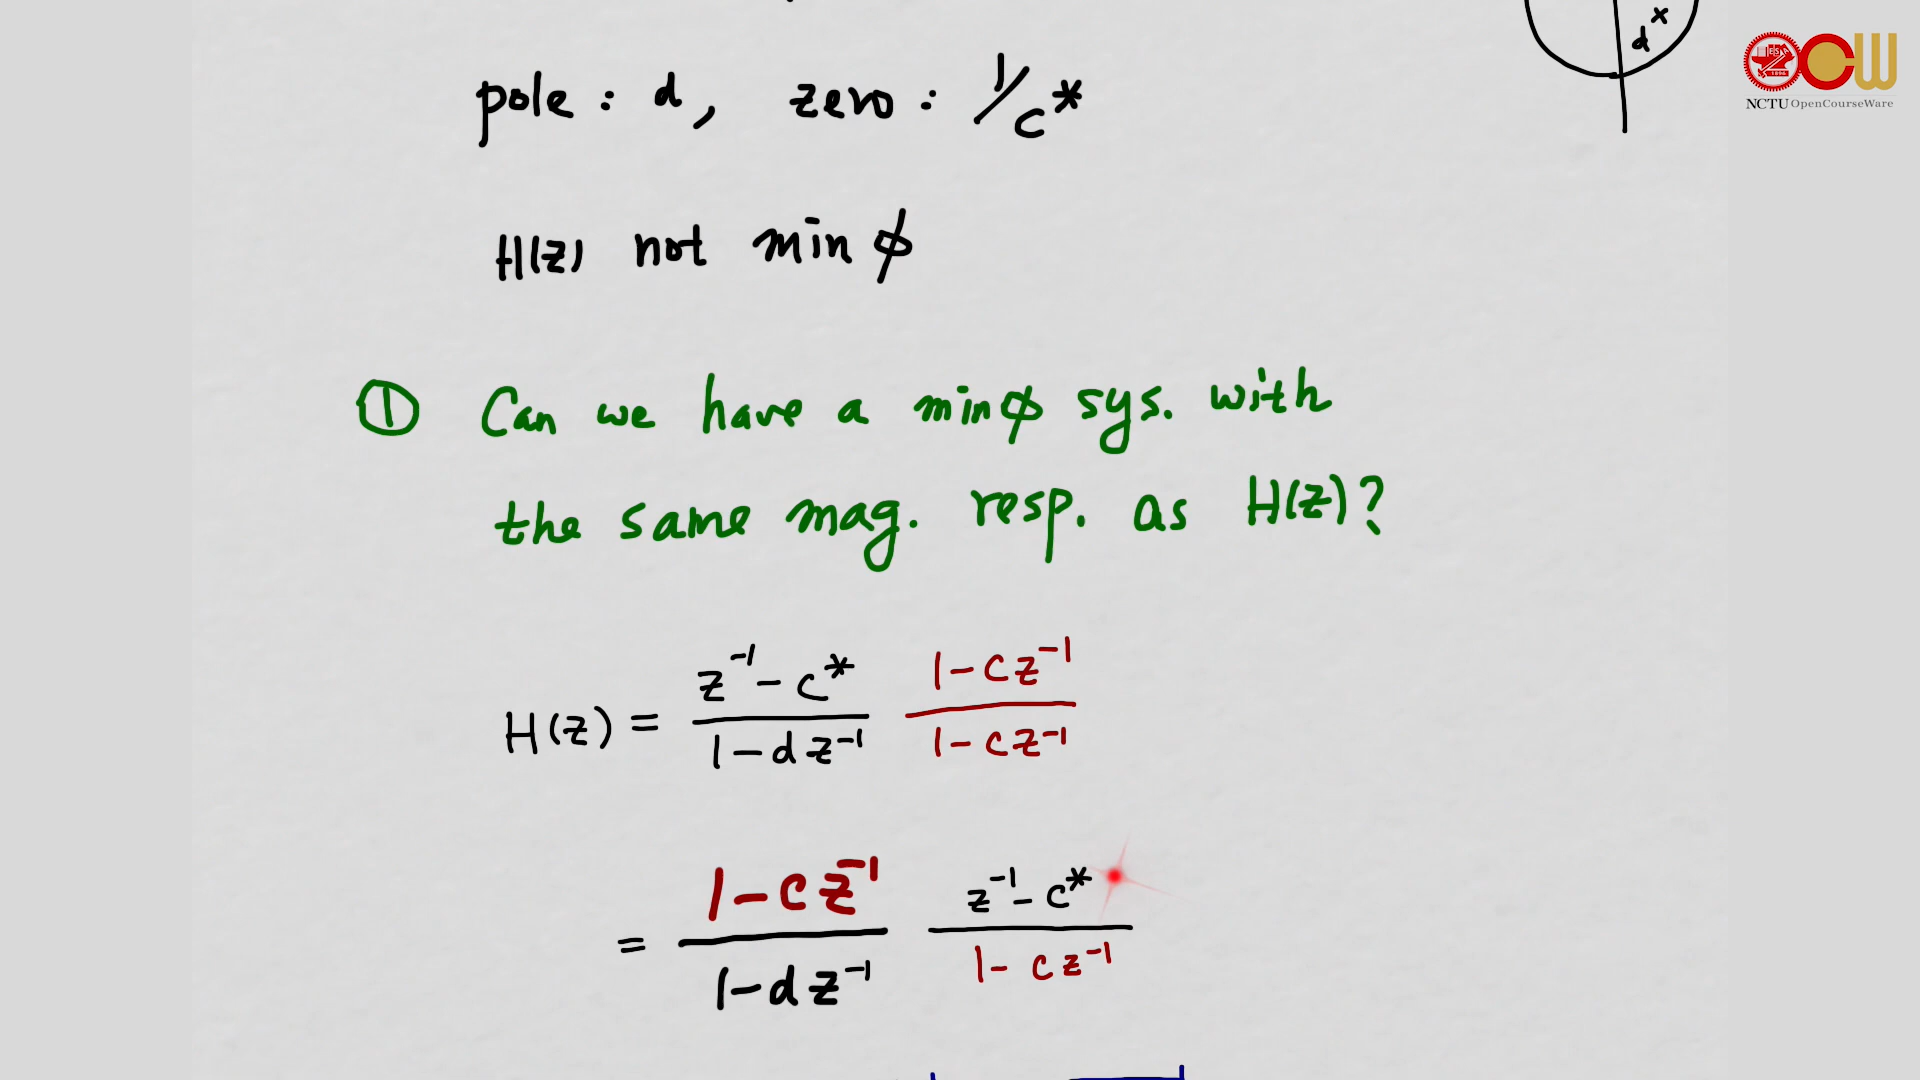 d
NCTU OpenCourseWare
pole : d, zero : 1/c*
H(z) not min ϕ
① Can we have a minϕ sys. with
the same mag. resp. as H(z)?
H(z) = (z⁻¹ - c*)/(1 - dz⁻¹) (1 - cz⁻¹)/(1 - cz⁻¹)
= (1 - cz⁻¹)/(1 - dz⁻¹) (z⁻¹ - c*)/(1 - cz⁻¹)